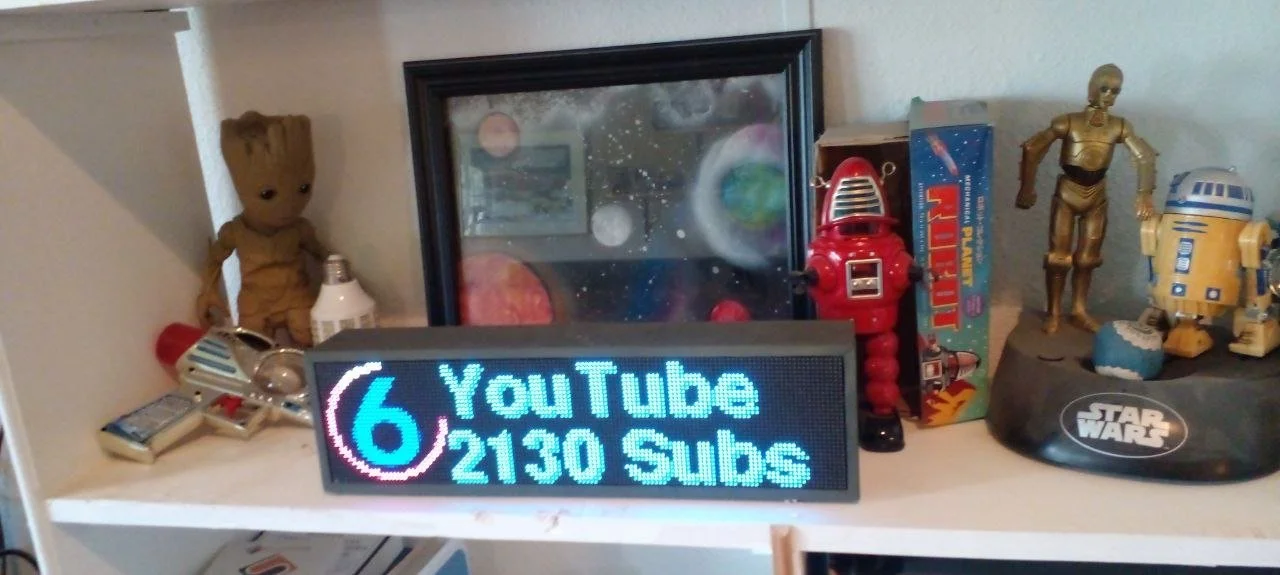 6
YouTube
2130 Subs
MECHANICAL PLANET
ROBOT
STAR
WARS